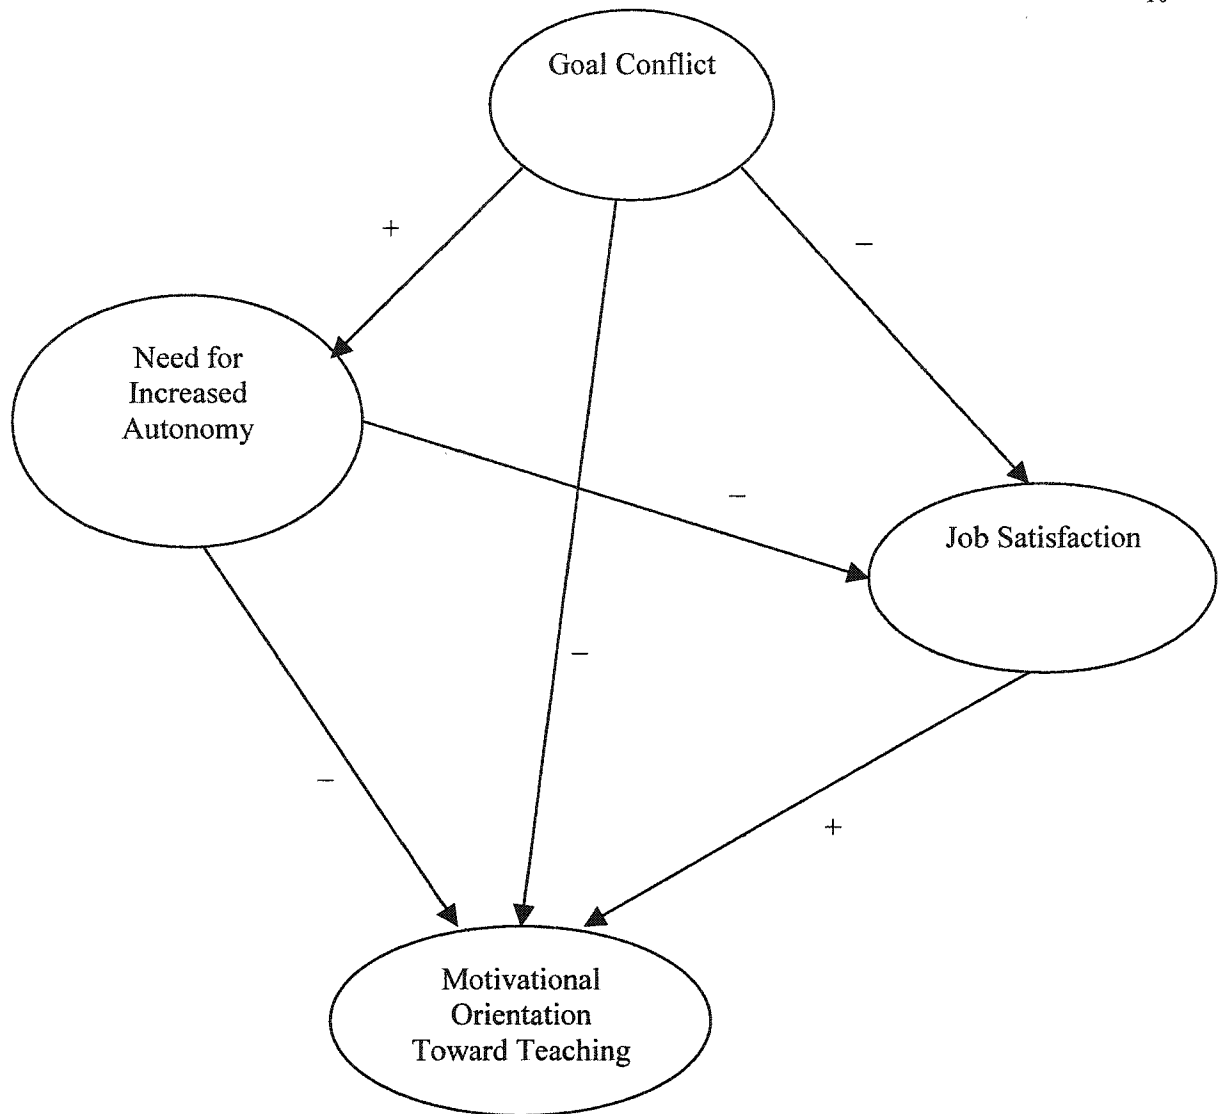 Goal Conflict
+
–
Need for
Increased
Autonomy
–
Job Satisfaction
–
–
+
Motivational
Orientation
Toward Teaching